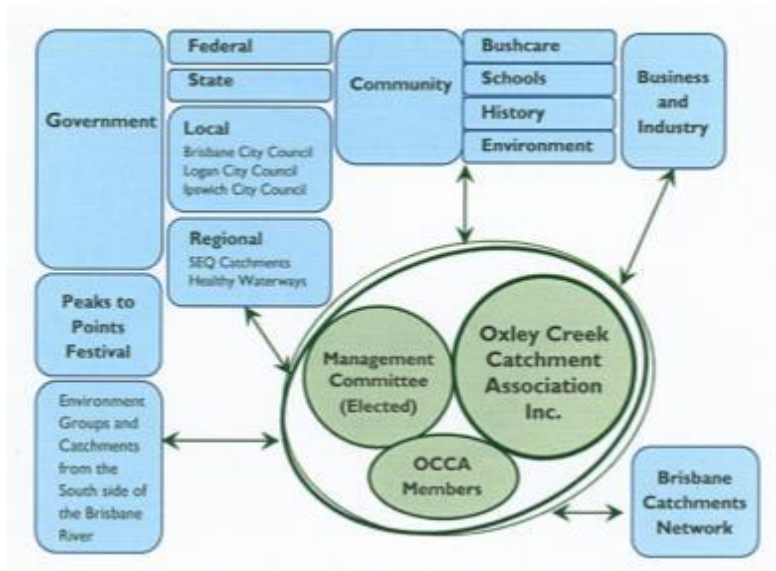 Government
Federal
State
Local
Brisbane City Council
Logan City Council
Ipswich City Council
Regional
SEQ Catchments
Healthy Waterways
Community
Bushcare
Schools
History
Environment
Business
and
Industry
Peaks to
Points
Festival
Environment
Groups and
Catchments
from the
South side of
the Brisbane
River
Management
Committee
(Elected)
Oxley Creek
Catchment
Association
Inc.
OCCA
Members
Brisbane
Catchments
Network